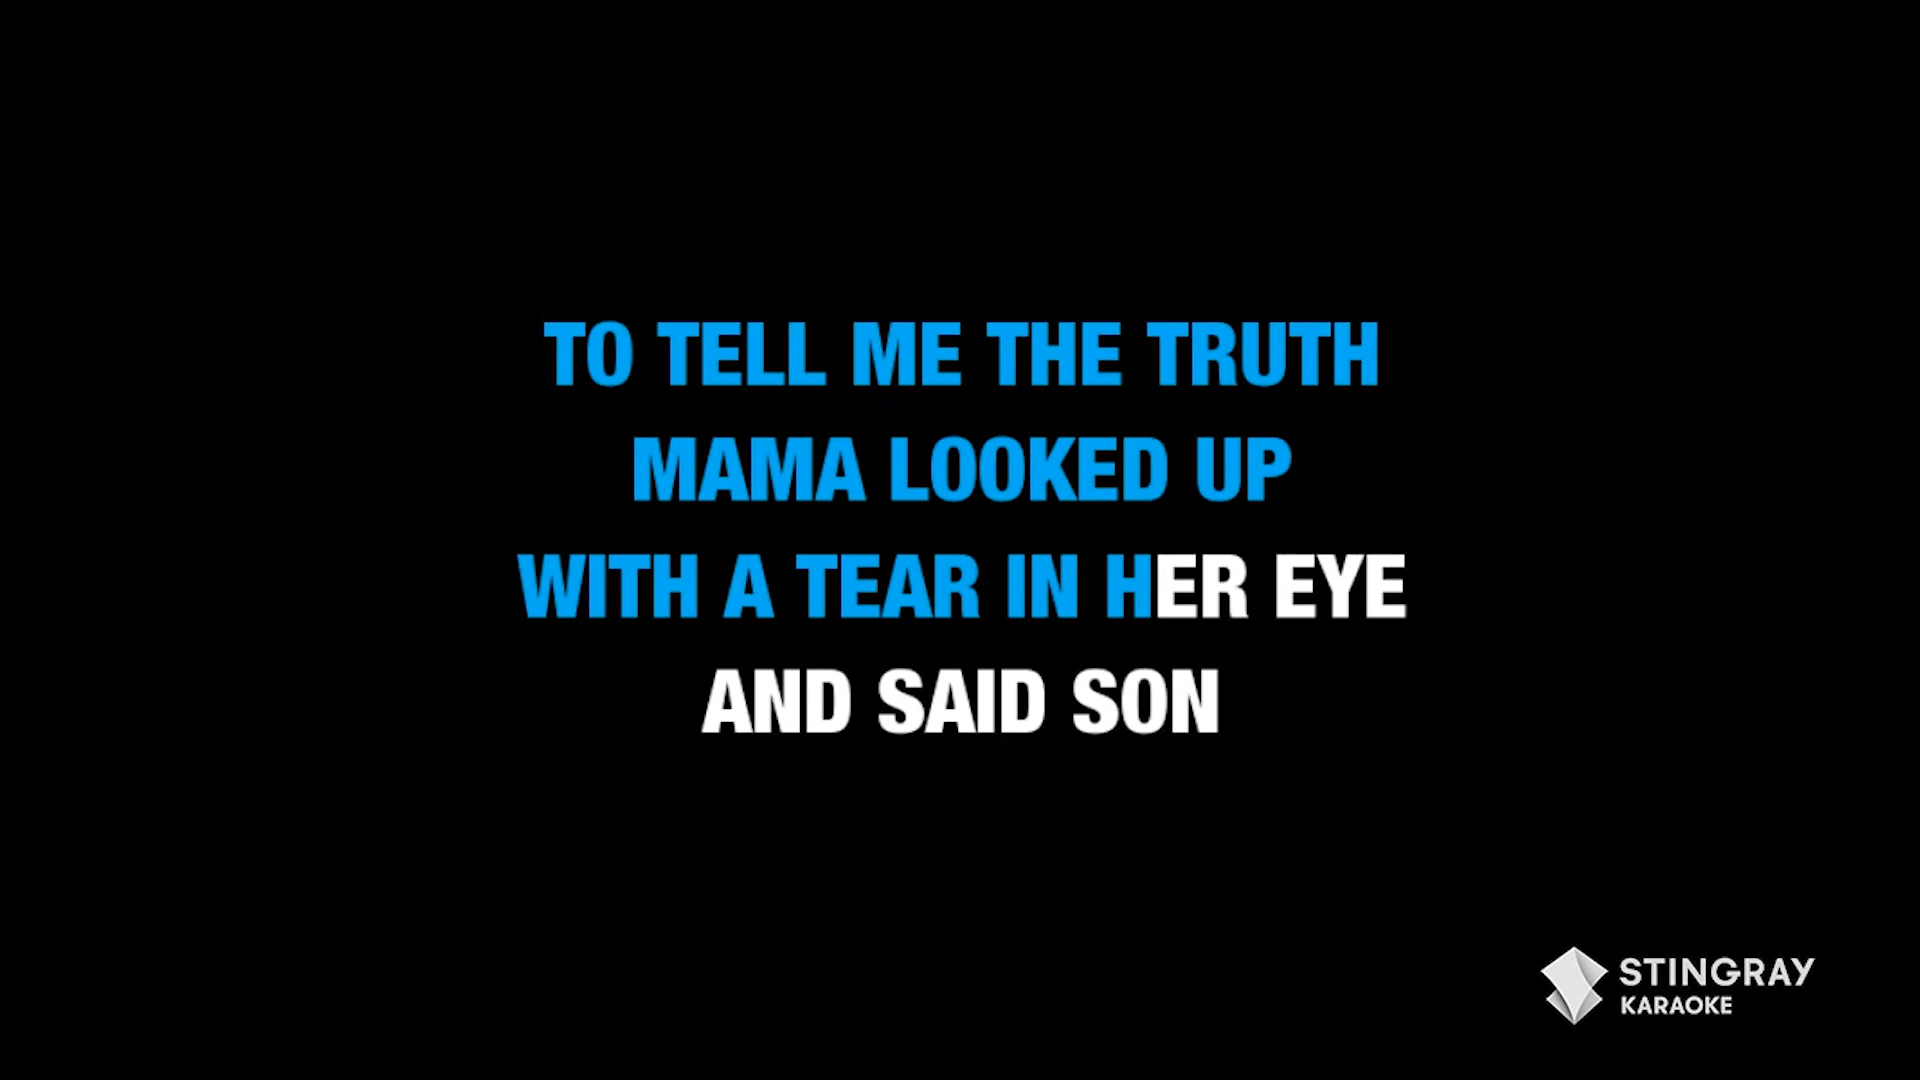 TO TELL ME THE TRUTH
MAMA LOOKED UP
WITH A TEAR IN HER EYE
AND SAID SON
STINGRAY
KARAOKE